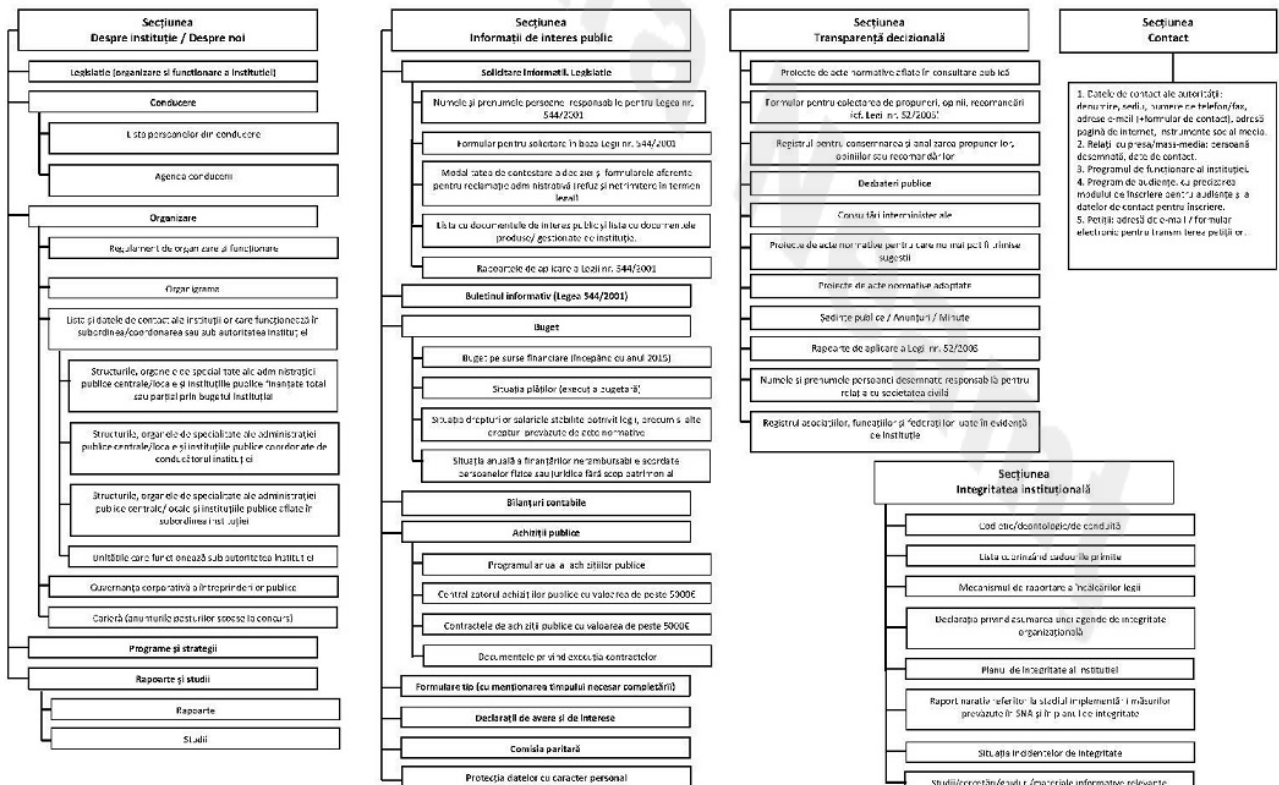 Secțiunea
Despre instituție / Despre noi
Legislație (organizare și funcționare a instituției)
Conducere
Lista persoanelor din conducere
Agenda conducerii
Organizare
Regulament de organizare și funcționare
Organigrama
Lista și datele de contact ale instituțiilor care funcționează în
subordinea/coordonarea sau sub autoritatea instituției
Structurile, organele de specialitate ale administrației
publice centrale/locale și instituțiile publice finanțate total
sau parțial prin bugetul instituției
Structurile, organele de specialitate ale administrației
publice centrale/locale și instituțiile publice coordonate de
conducătorul instituției
Structurile, organele de specialitate ale administrației
publice centrale/locale și instituțiile publice aflate în
subordinea instituției
Unitățile care funcționează sub autoritatea instituției
Guvernanța corporativă a întreprinderilor publice
Carieră (anunțurile posturilor scoase la concurs)
Programe și strategii
Rapoarte și studii
Rapoarte
Studii
Secțiunea
Informații de interes public
Solicitare informații. Legislație
Numele și prenumele persoanei responsabile pentru Legea nr.
544/2001
Formular pentru solicitare în baza Legii nr. 544/2001
Modalitatea de contestare a deciziei și formularele aferente
pentru reclamație administrativă (refuz și netrimitere în termen
legal)
Lista cu documentele de interes public și lista cu documentele
produse/ gestionate de instituție.
Rapoartele de aplicare a Legii nr. 544/2001
Buletinul informativ (Legea 544/2001)
Buget
Buget pe surse financiare (începând cu anul 2015)
Situația plăților (execuția bugetară)
Situația drepturilor salariale stabilite potrivit legii, precum și alte
drepturi prevăzute de acte normative
Situația anuală a finanțărilor nerambursabile acordate
persoanelor fizice sau juridice fără scop patrimonial
Bilanțuri contabile
Achiziții publice
Programul anual al achizițiilor publice
Centralizatorul achizițiilor publice cu valoarea de peste 5000€
Contractele de achiziții publice cu valoarea de peste 5000€
Documentele privind execuția contractelor
Formulare tip (cu menționarea timpului necesar completării)
Declarații de avere și de interese
Comisia paritară
Protecția datelor cu caracter personal
Secțiunea
Transparență decizională
Proiecte de acte normative aflate în consultare publică
Formular pentru colectarea de propuneri, opinii, recomandări
(cf. Legii nr. 52/2005)
Registrul pentru consemnarea și analizarea propunerilor,
opiniilor sau recomandărilor
Dezbateri publice
Consultări interministeriale
Proiecte de acte normative pentru care nu mai pot fi trimise
sugestii
Proiecte de acte normative adoptate
Ședințe publice / Anunțuri / Minute
Rapoarte de aplicare a Legii nr. 52/2005
Numele și prenumele persoanei desemnate responsabilă pentru
relația cu societatea civilă
Registrul asociațiilor, fundațiilor și federațiilor luate în evidență
de instituție
Secțiunea
Contact
1. Datele de contact ale autorității:
denumire, sediu, numere de telefon/fax,
adrese e-mail (+formular de contact), adresă
pagină de internet, instrumente social media.
2. Relații cu presa/mass-media: persoană
desemnată, date de contact.
3. Programul de funcționare al instituției.
4. Program de audiențe, cu precizarea
modului de înscriere pentru audiențe și a
datelor de contact pentru înscriere.
5. Petiții: adresă de e-mail / formular
electronic pentru transmiterea petițiilor.
Secțiunea
Integritatea instituțională
Cod etic/deontologic/de conduită
Lista cuprinzând cadourile primite
Mecanismul de raportare a încălcărilor legii
Declarația privind asumarea unei agende de integritate
organizațională
Planul de integritate al instituției
Raport narativ referitor la stadiul implementării măsurilor
prevăzute în SNA și în planul de integritate
Situația incidentelor de integritate
Studii/cercetări/ghiduri/materiale informative relevante